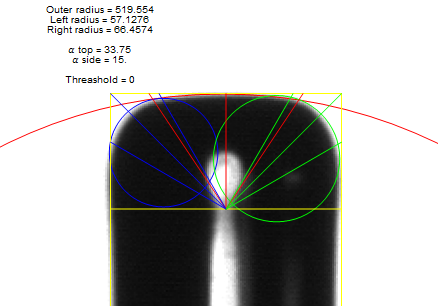 Outer radius = 519.554
Left radius = 57.1276
Right radius = 66.4574
α top = 33.75
α side = 15.
Threashold = 0